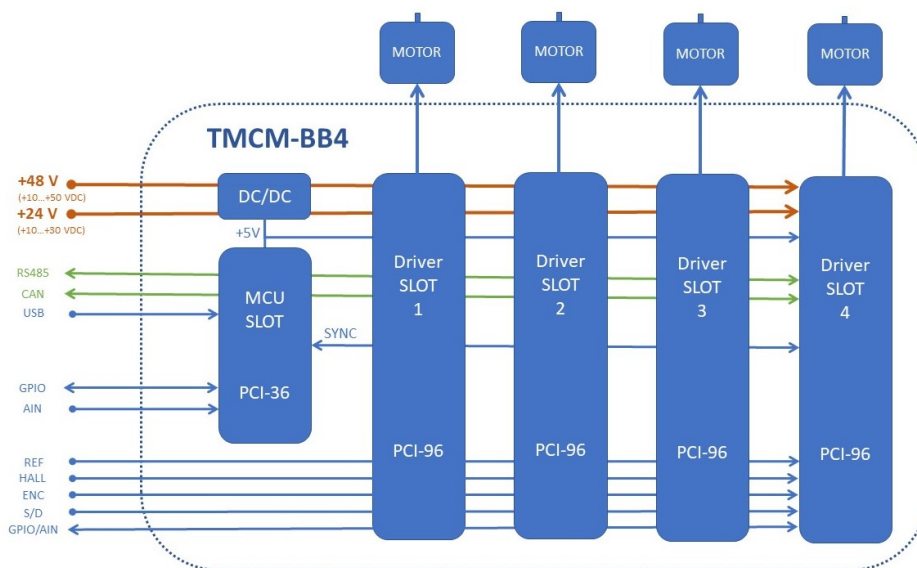 MOTOR
MOTOR
MOTOR
MOTOR
TMCM-BB4
+48 V
(+10...+50 VDC)
+24 V
(+10...+30 VDC)
DC/DC
+5V
RS485
CAN
USB
MCU
SLOT
PCI-36
SYNC
GPIO
AIN
Driver
SLOT
1
PCI-96
Driver
SLOT
2
PCI-96
Driver
SLOT
3
PCI-96
Driver
SLOT
4
PCI-96
REF
HALL
ENC
S/D
GPIO/AIN